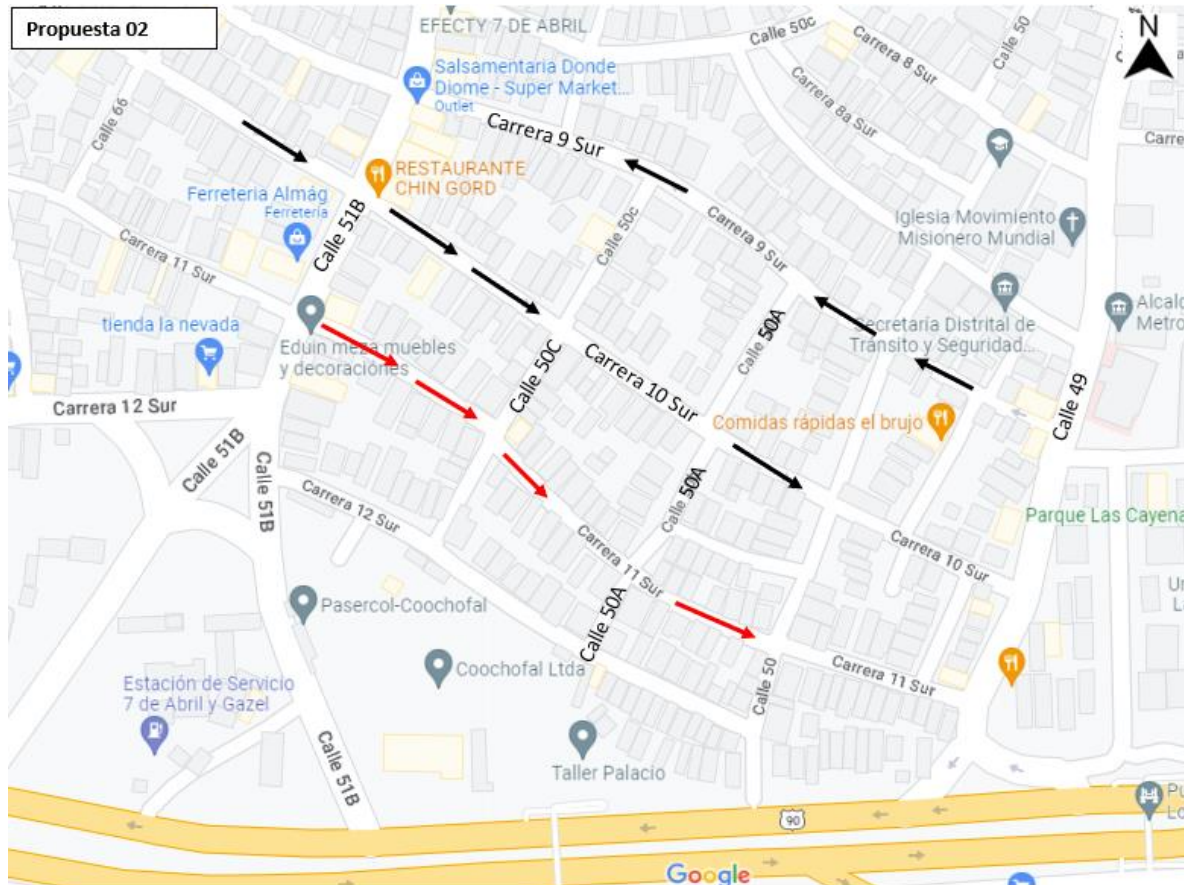 Propuesta 02
EFECTY 7 DE ABRIL
Calle 50c
Calle 50
Carrera 8 Sur
N
Salsamentaria Donde
Diome - Super Market...
Outlet
Carrera 8a Sur
Calle 66
Carrera 9 Sur
RESTAURANTE
CHIN GORD
Ferreteria Almág
Ferretería
Calle 51B
Calle 50c
Carrera 9 Sur
Iglesia Movimiento
Misionero Mundial
Carrera 11 Sur
tienda la nevada
Eduin meza muebles
y decoraciones
Calle 50A
Secretaría Distrital de
Tránsito y Seguridad...
Alcald
Metro
Calle 50C
Carrera 10 Sur
Calle 49
Carrera 12 Sur
Comidas rápidas el brujo
Calle 51B
Calle 51B
Calle 50A
Carrera 12 Sur
Carrera 11 Sur
Carrera 10 Sur
Parque Las Cayena
Pasercol-Coochofal
Calle 50A
Coochofal Ltda
Calle 50
Carrera 11 Sur
Estación de Servicio
7 de Abril y Gazel
Calle 51B
Taller Palacio
90
Google